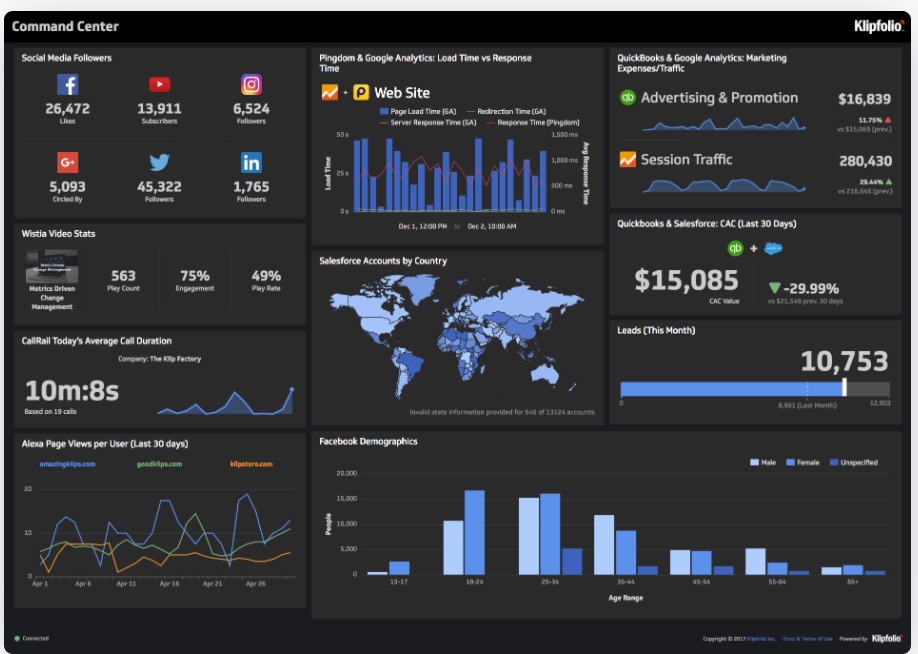 Command Center
Klipfolio
Social Media Followers
26,472
Likes
13,911
Subscribers
6,524
Followers
G+
5,093
Circled By
45,322
Followers
in
1,765
Followers
Wistia Video Stats
Metrics Driven
Change
Management
563
Play Count
75%
Engagement
49%
Play Rate
CallRail Today's Average Call Duration
Company: The Klip Factory
10m:8s
Based on 19 calls
Alexa Page Views per User (Last 30 days)
amazingklips.com
goodklips.com
klipstors.com
20
10
0
Apr 1
Apr 6
Apr 11
Apr 16
Apr 21
Apr 26
Pingdom & Google Analytics: Load Time vs Response
Time
Web Site
Page Load Time (GA)
Redirection Time (GA)
Server Response Time (GA)
Response Time (Pingdom)
50 s
25 s
0 s
Load Time
1,500 ms
1,000 ms
500 ms
0 ms
Avg Response Time
Dec 1, 12:00 PM to Dec 2, 10:00 AM
Salesforce Accounts by Country
Invalid state information provided for 646 of 13124 accounts.
QuickBooks & Google Analytics: Marketing
Expenses/Traffic
qb
Advertising & Promotion
$16,839
11.75%
vs $15,069 (prev.)
Session Traffic
280,430
29.44%
vs 216,646 (prev.)
Quickbooks & Salesforce: CAC (Last 30 Days)
qb +
$15,085
CAC Value
-29.99%
vs $21,548 prev. 30 days
Leads (This Month)
10,753
0
8,961 (Last Month)
12,903
Facebook Demographics
Male
Female
Unspecified
20,000
15,000
10,000
5,000
0
People
13-17
18-24
25-34
35-44
45-54
55-64
65+
Age Range
Connected
Copyright © 2017 Klipfolio Inc.
Trust & Terms of Use
Powered by Klipfolio